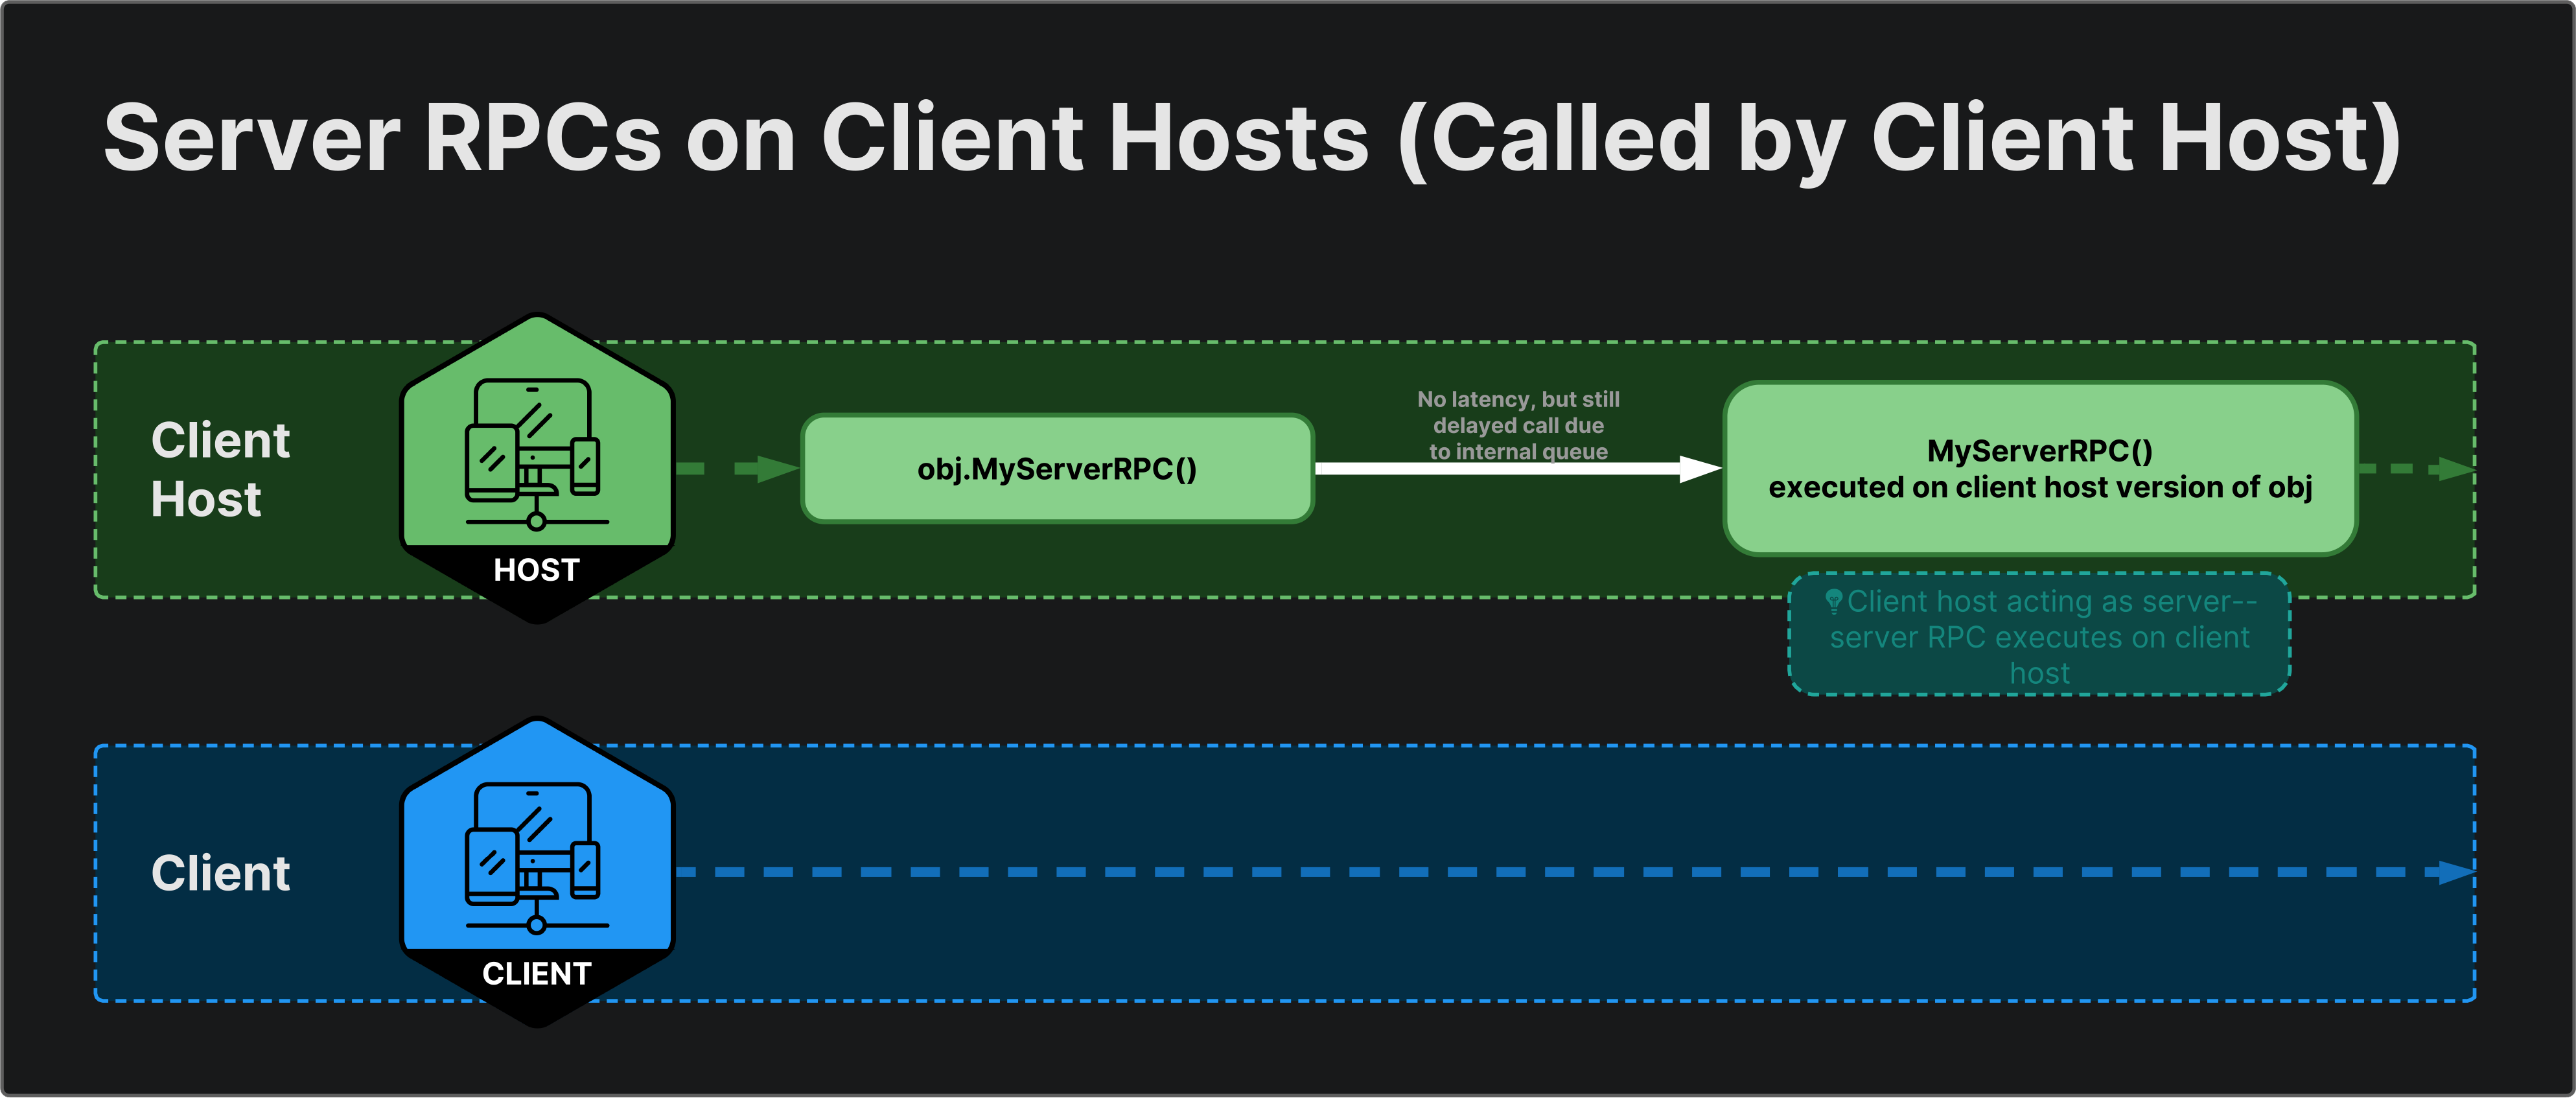 Server RPCs on Client Hosts (Called by Client Host)
Client
Host
HOST
obj.MyServerRPC()
No latency, but still
delayed call due
to internal queue
MyServerRPC()
executed on client host version of obj
Client host acting as server--
server RPC executes on client
host
Client
CLIENT